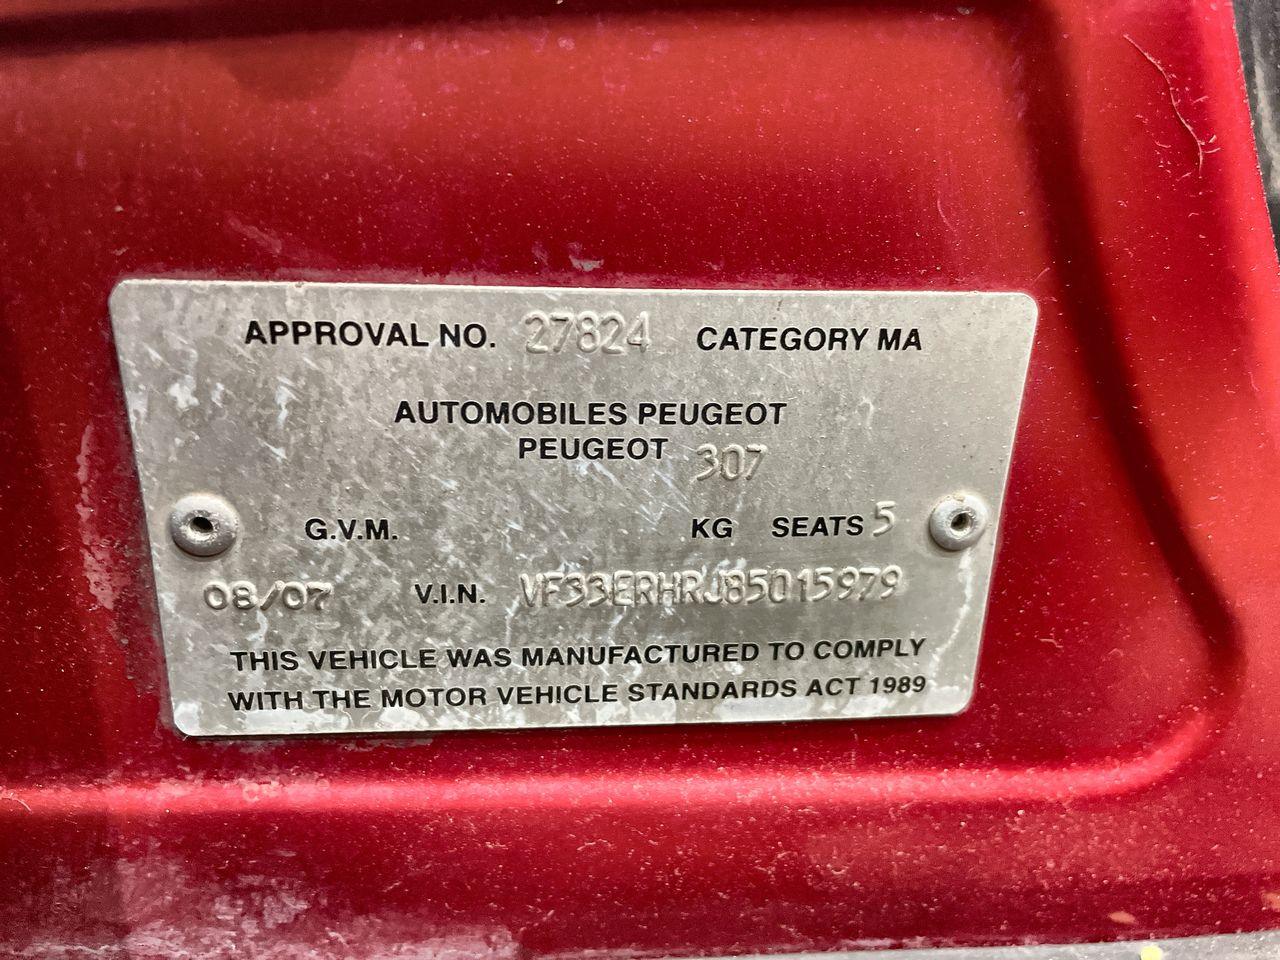 APPROVAL NO. 27824 CATEGORY MA
AUTOMOBILES PEUGEOT
PEUGEOT 307
G.V.M. KG SEATS 5
08/07 V.I.N. VF33ERHRJ85015979
THIS VEHICLE WAS MANUFACTURED TO COMPLY
WITH THE MOTOR VEHICLE STANDARDS ACT 1989